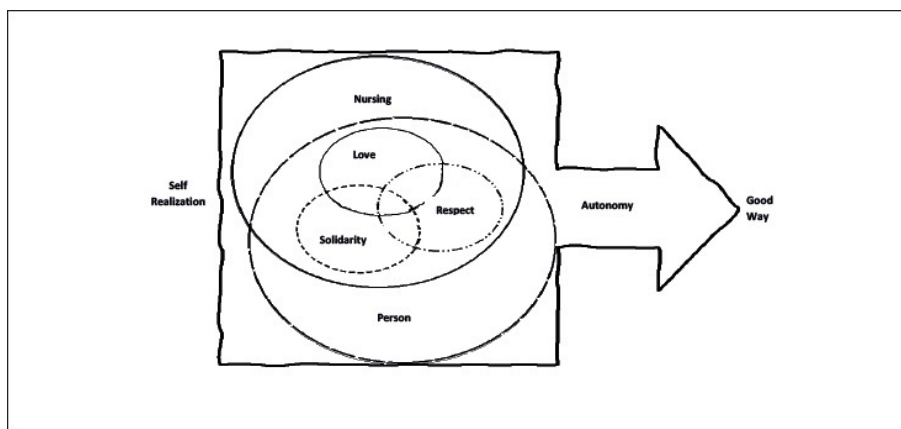 Nursing
Love
Self
Realization
Respect
Autonomy
Good
Way
Solidarity
Person